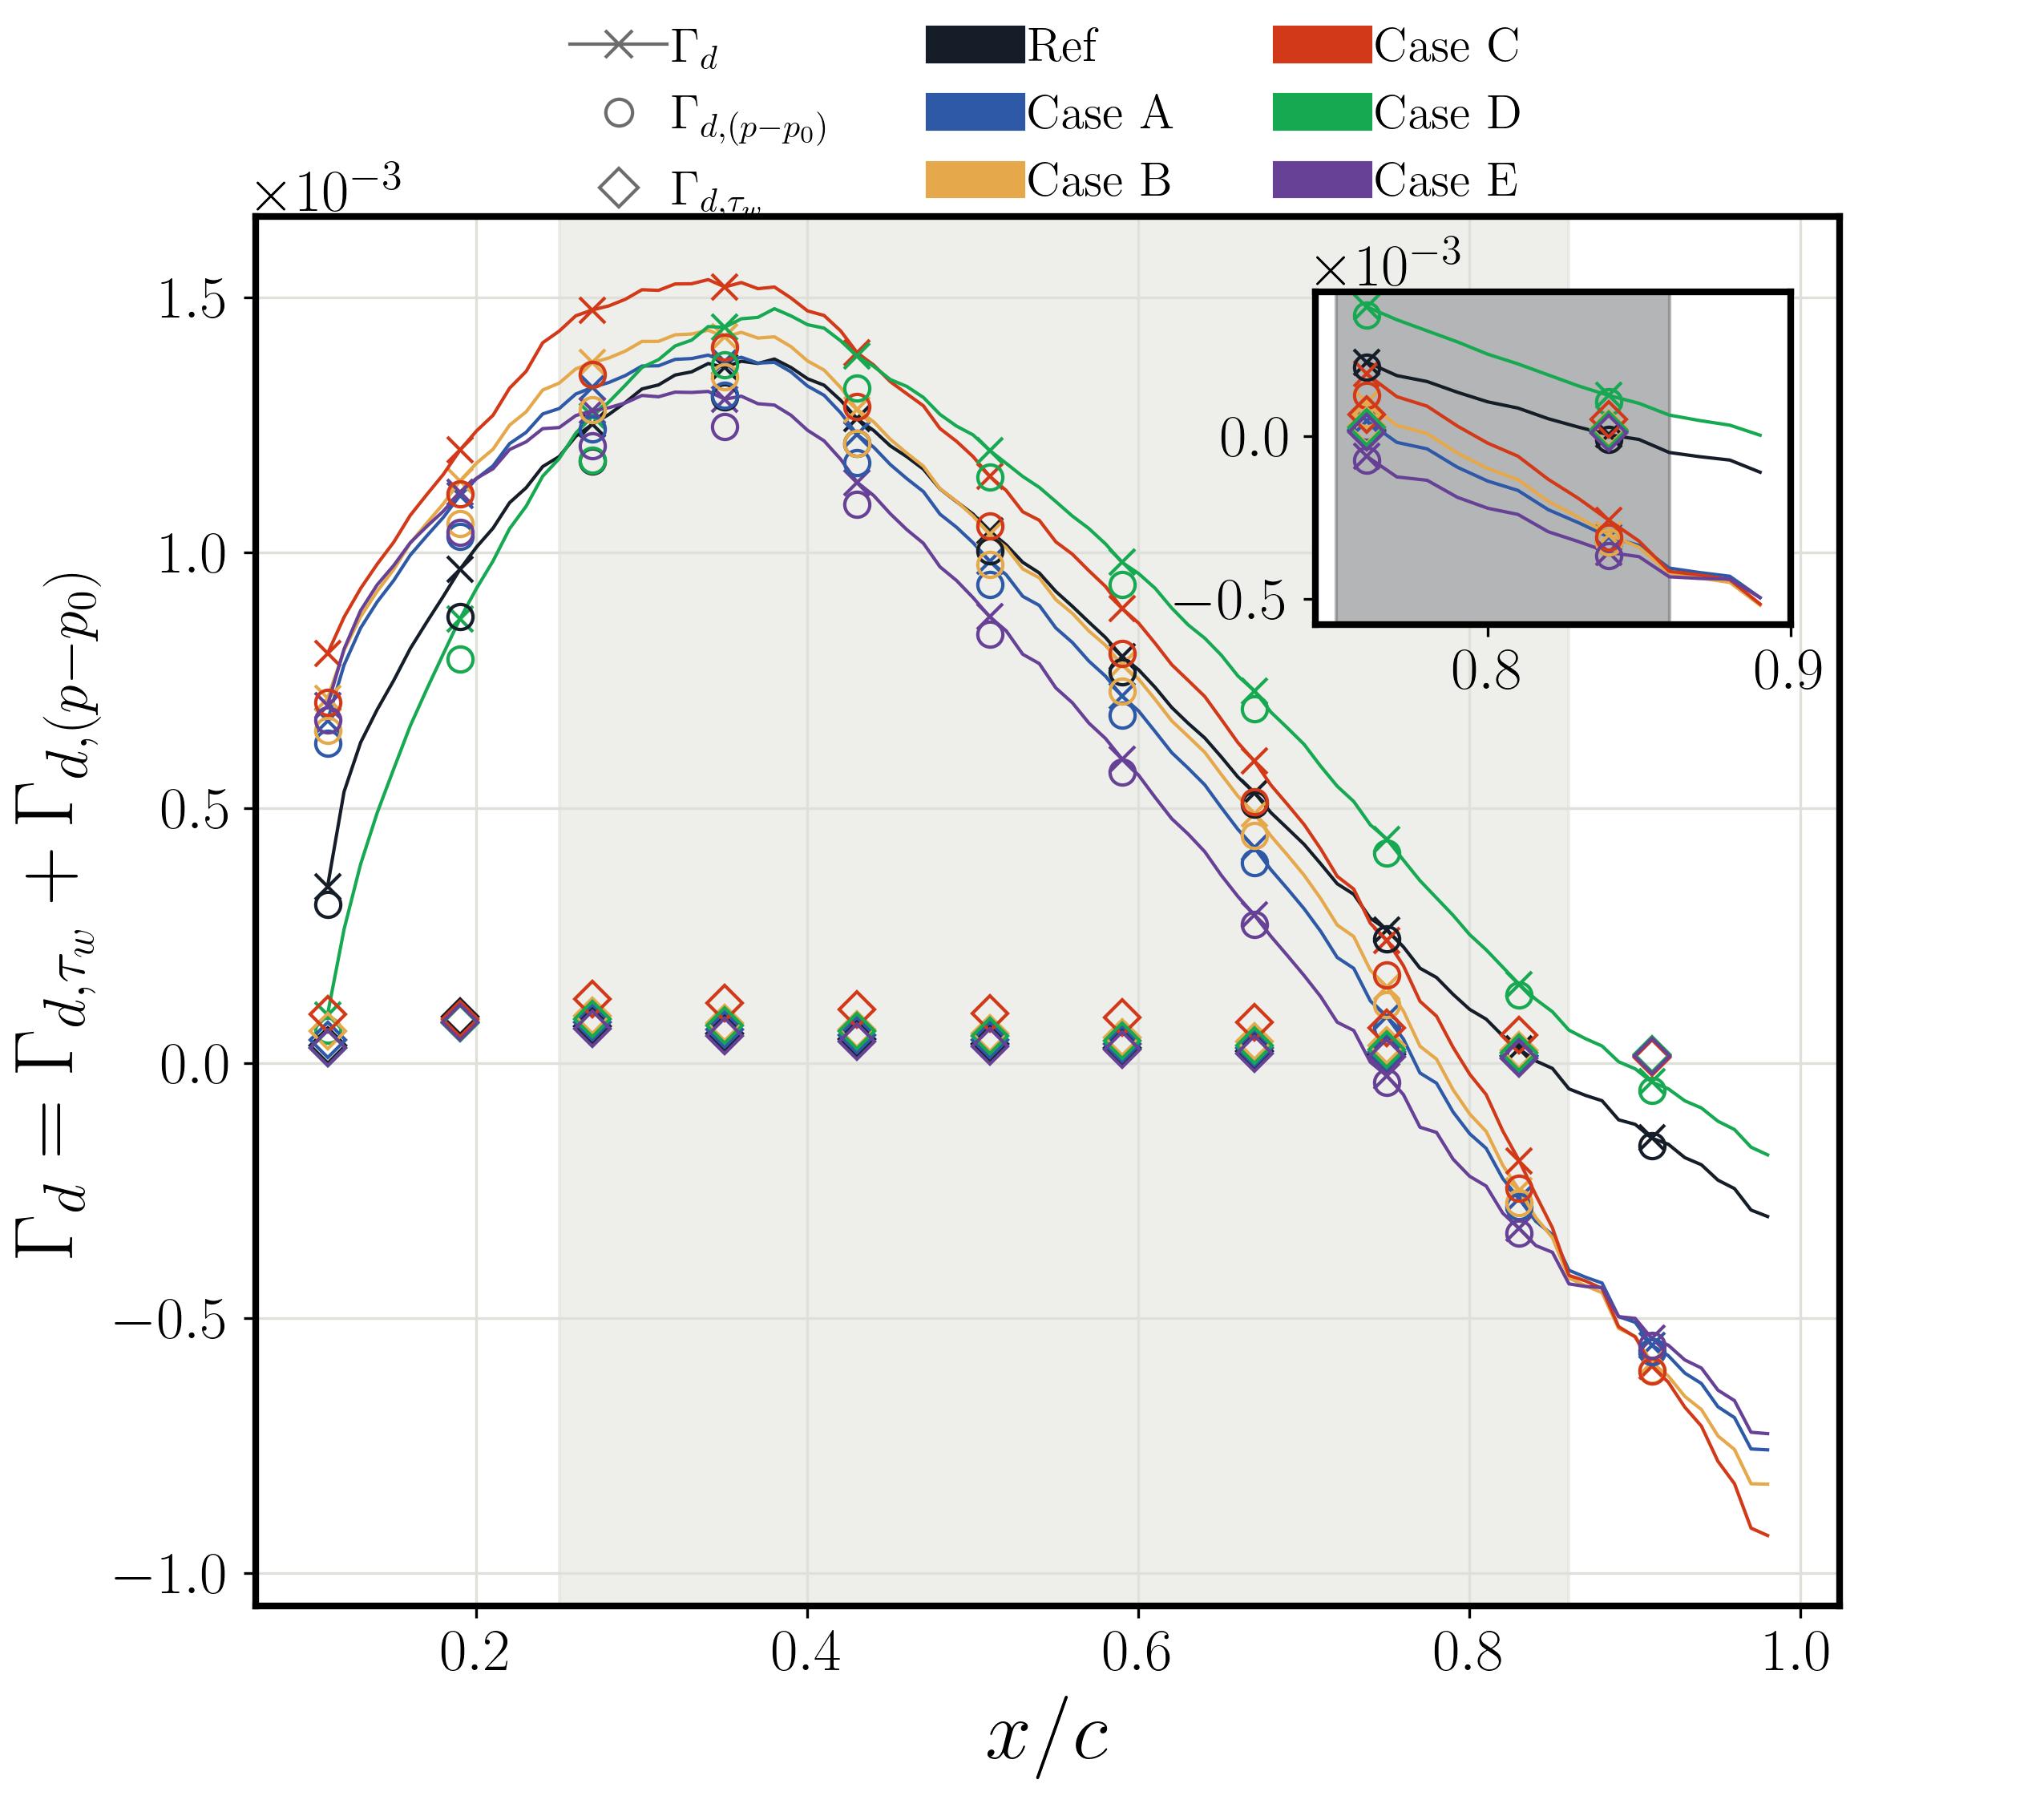 Γ_d Ref Case C
Γ_{d,(p−p_0)} Case A Case D
Γ_{d,τ_w} Case B Case E
×10^{−3}
1.5
1.0
0.5
0.0
−0.5
−1.0
Γ_d = Γ_{d,τ_w} + Γ_{d,(p−p_0)}
×10^{−3}
0.0
−0.5
0.8 0.9
0.2 0.4 0.6 0.8 1.0
x/c